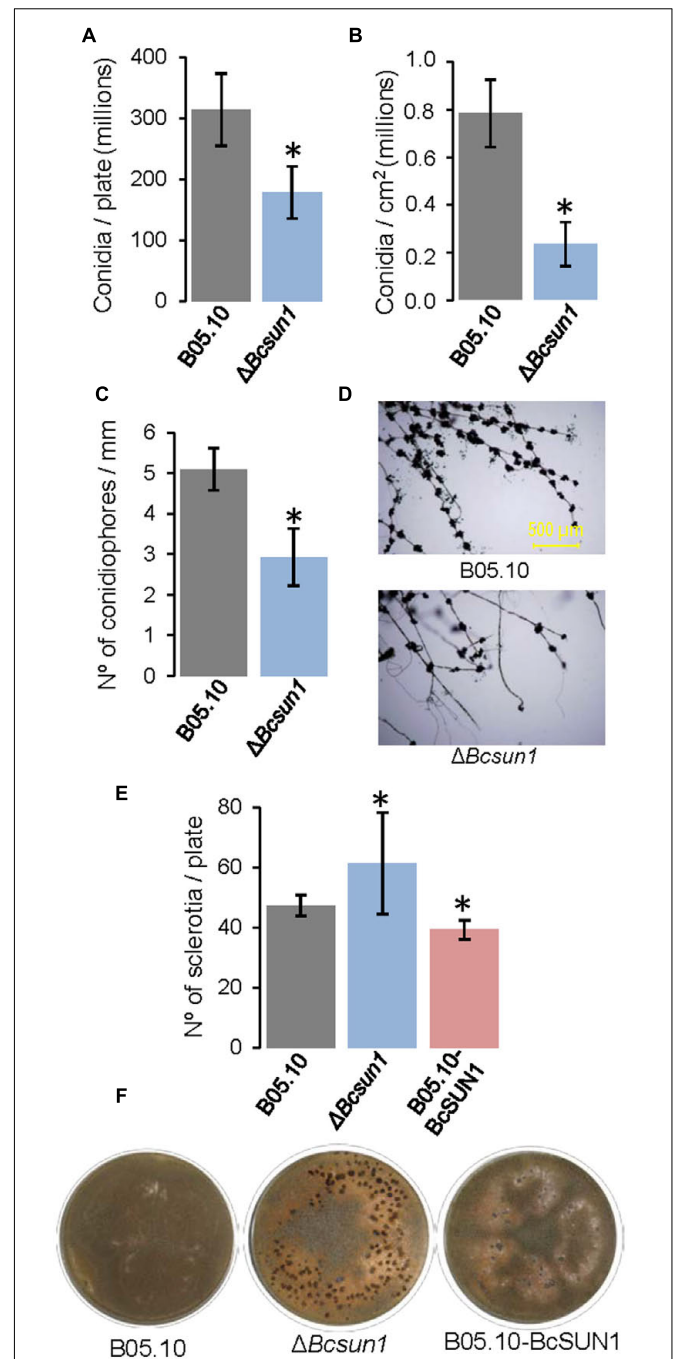 A
Conidia / plate (millions)
400
300
200
100
0
*
B05.10
ΔBcsun1
B
Conidia / cm² (millions)
1.0
0.8
0.6
0.4
0.2
0.0
*
B05.10
ΔBcsun1
C
Nº of conidiophores / mm
6
5
4
3
2
1
0
*
B05.10
ΔBcsun1
D
500 µm
B05.10
ΔBcsun1
E
Nº of sclerotia / plate
80
60
40
20
0
*
*
B05.10
ΔBcsun1
B05.10-
BcSUN1
F
B05.10
ΔBcsun1
B05.10-BcSUN1